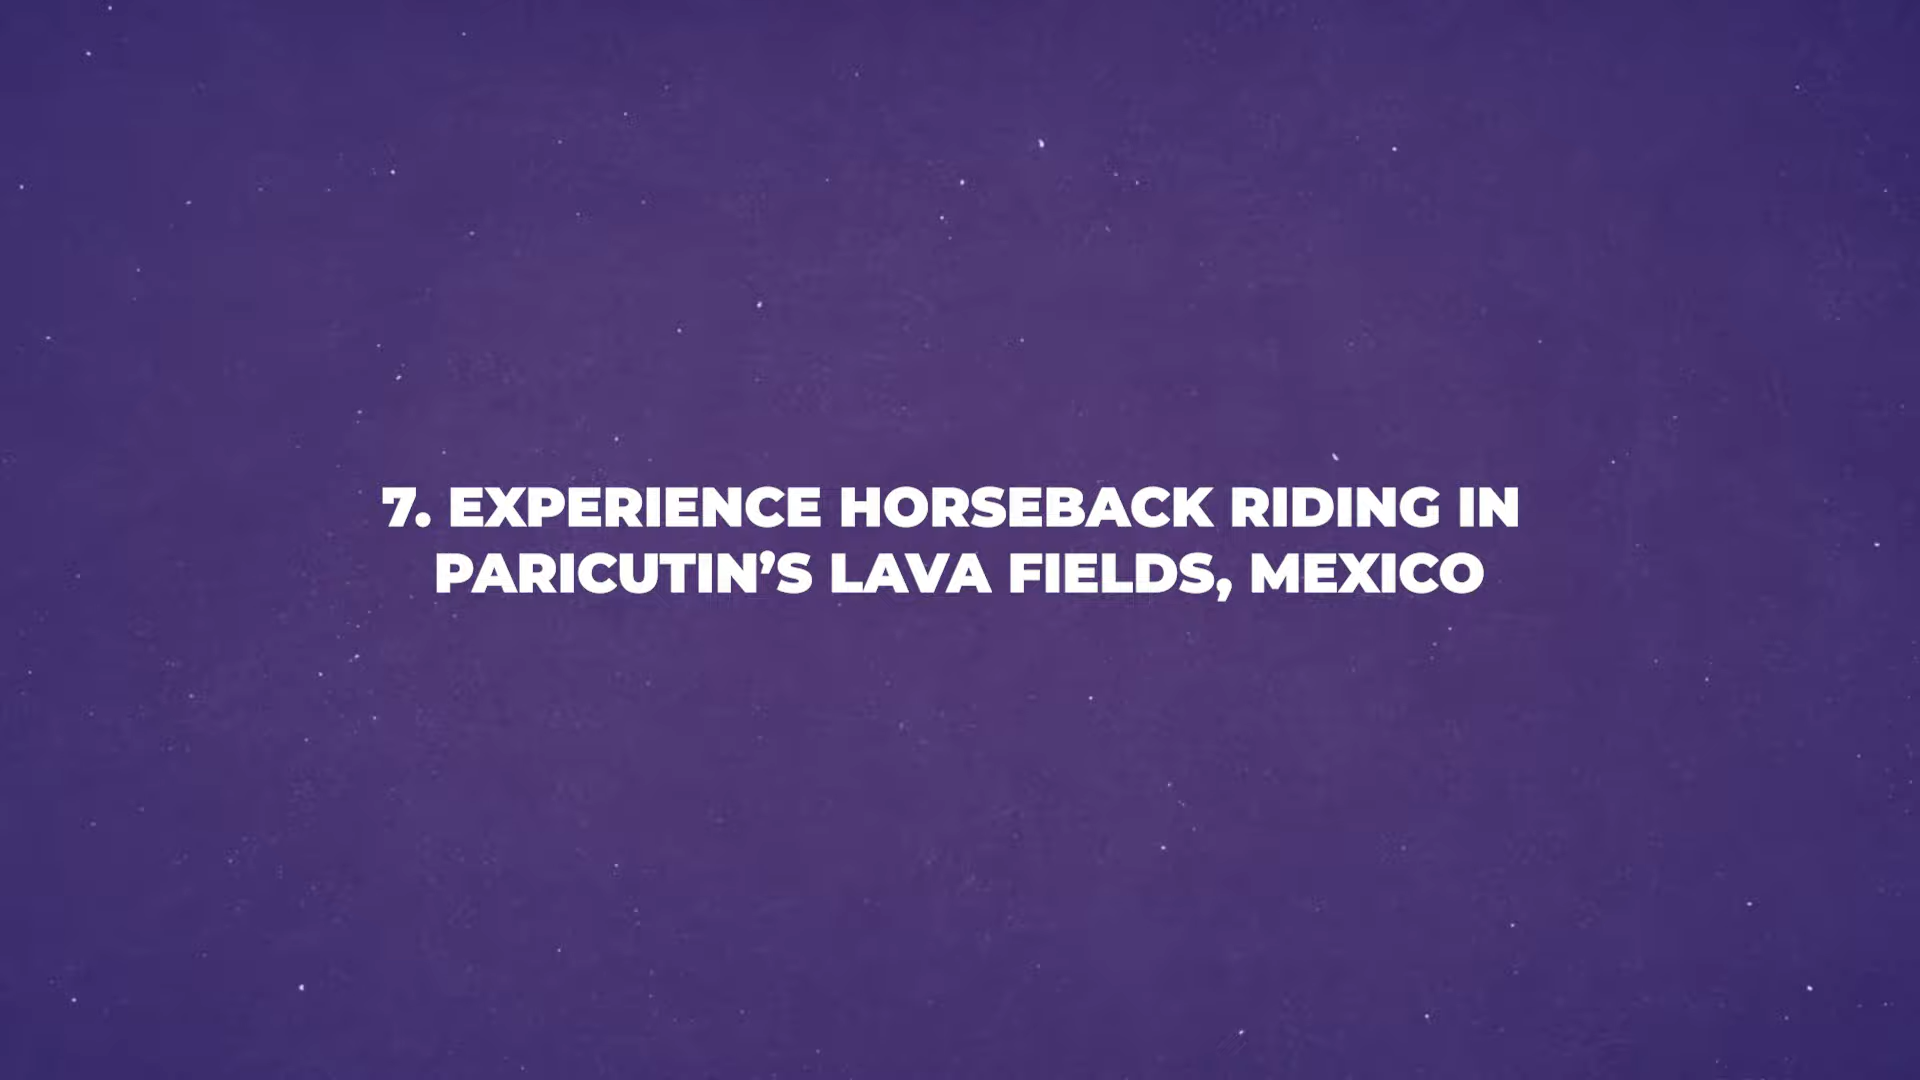 7. EXPERIENCE HORSEBACK RIDING IN
PARICUTIN’S LAVA FIELDS, MEXICO